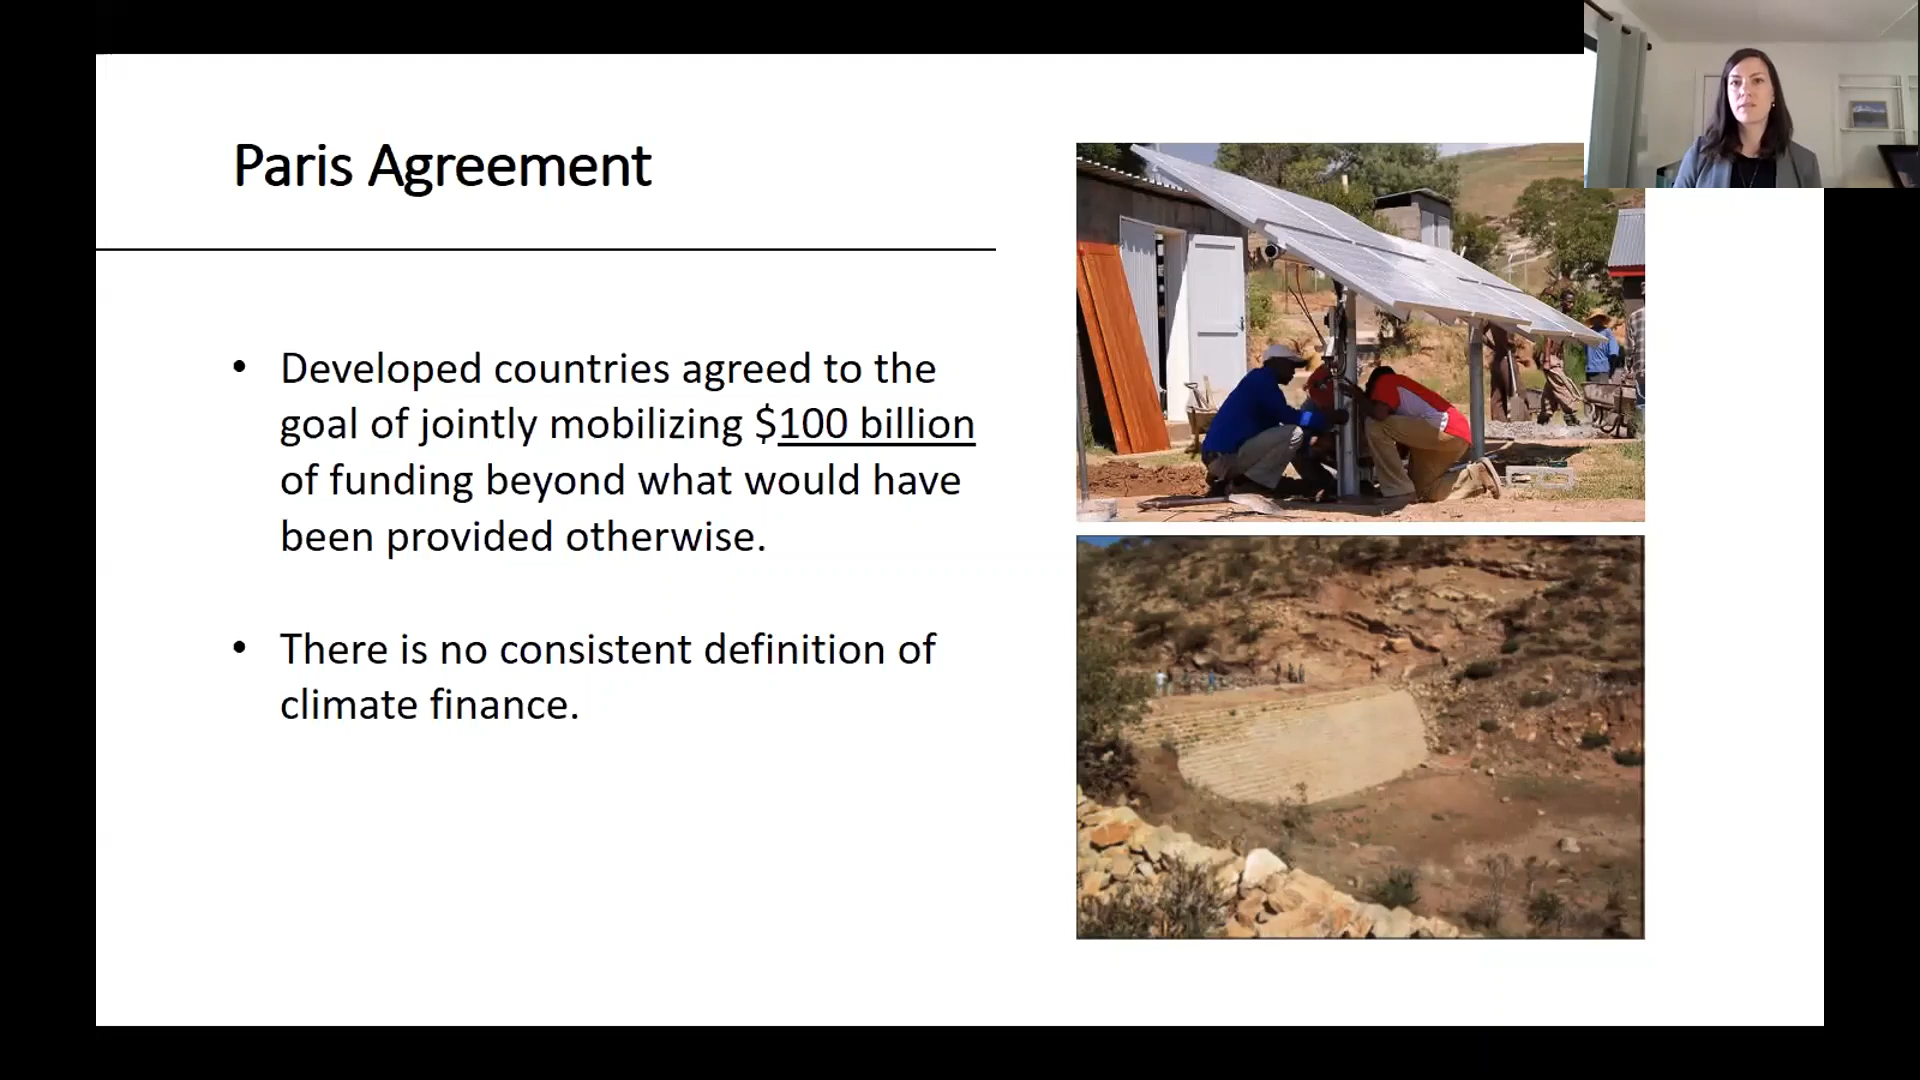 Paris Agreement
• Developed countries agreed to the
goal of jointly mobilizing $100 billion
of funding beyond what would have
been provided otherwise.
• There is no consistent definition of
climate finance.